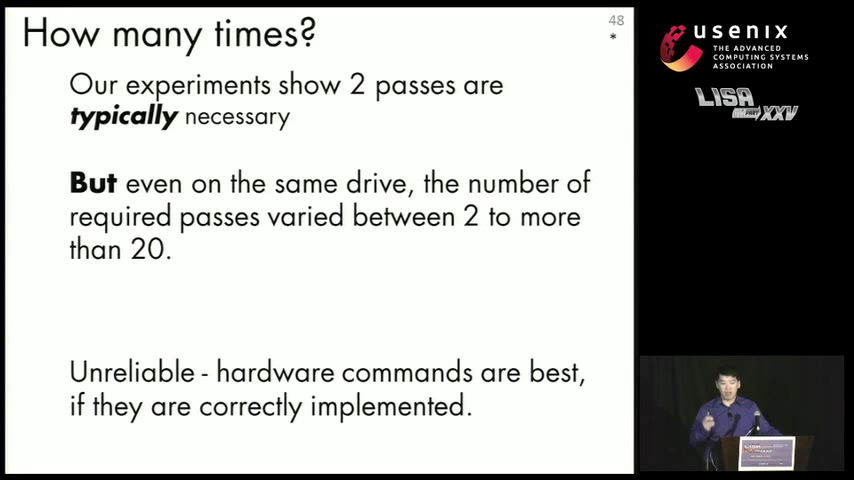 How many times?
48
*
Our experiments show 2 passes are
typically necessary
But even on the same drive, the number of
required passes varied between 2 to more
than 20.
Unreliable - hardware commands are best,
if they are correctly implemented.
usenix
THE ADVANCED
COMPUTING SYSTEMS
ASSOCIATION
LISA
PART XXV